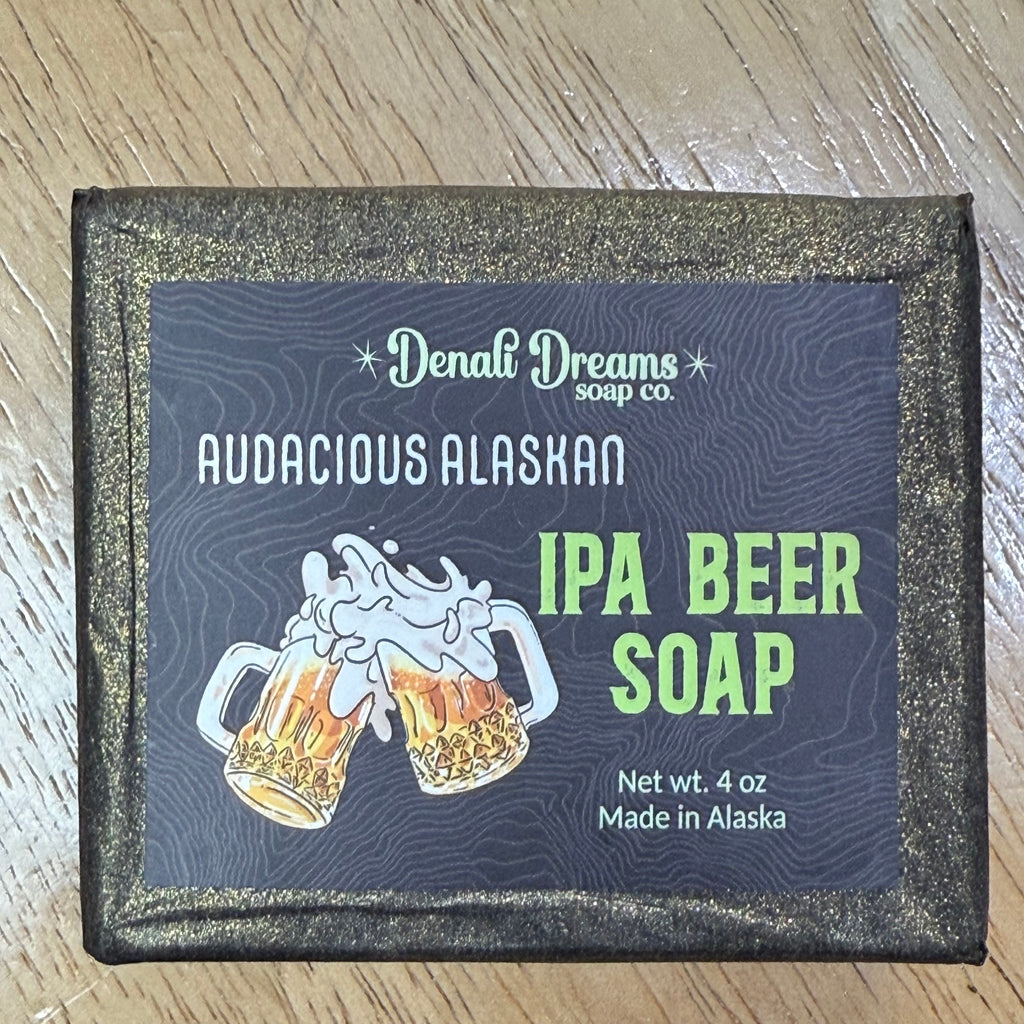 Denali Dreams
soap co.
AUDACIOUS ALASKAN
IPA BEER
SOAP
Net wt. 4 oz
Made in Alaska